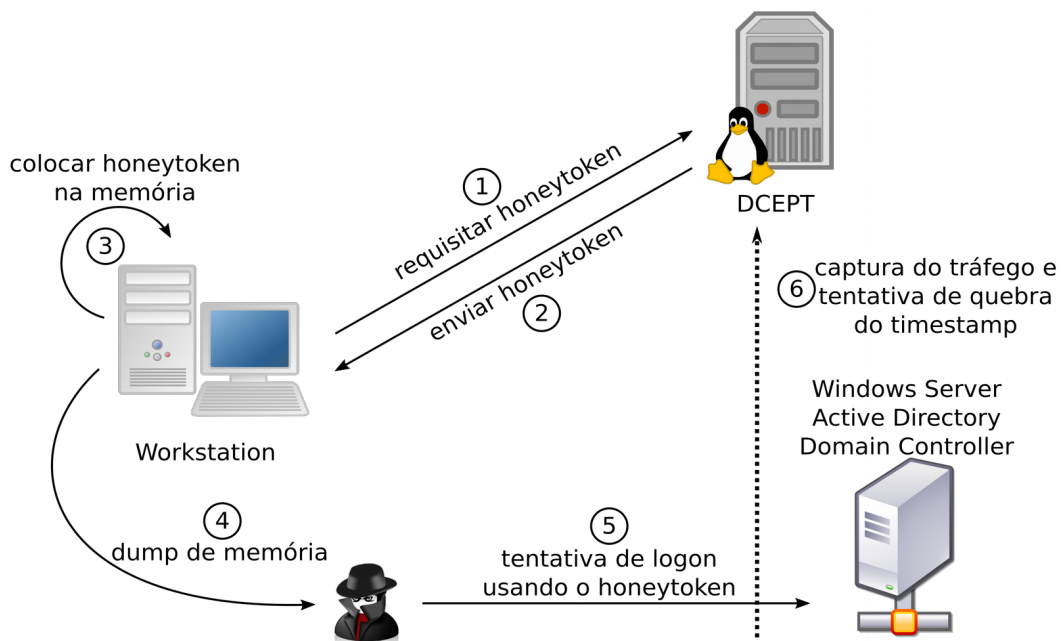 DCEPT
colocar honeytoken
na memória
3
1
requisitar honeytoken
enviar honeytoken
2
6
captura do tráfego e
tentativa de quebra
do timestamp
Workstation
Windows Server
Active Directory
Domain Controller
4
dump de memória
5
tentativa de logon
usando o honeytoken